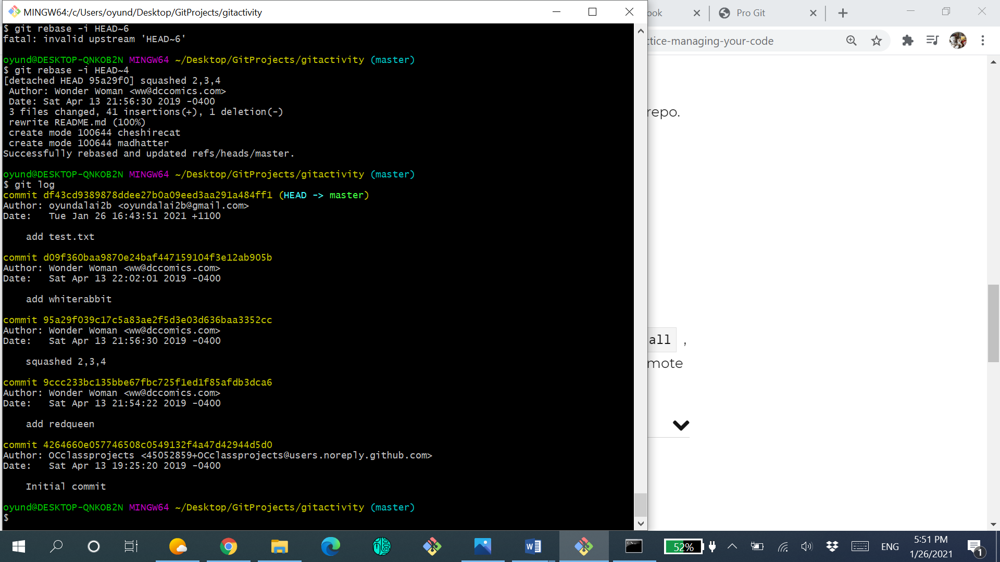 MINGW64:/c/Users/oyund/Desktop/GitProjects/gitactivity
$ git rebase -i HEAD~6
fatal: invalid upstream 'HEAD~6'
oyund@DESKTOP-QNKOB2N MINGW64 ~/Desktop/GitProjects/gitactivity (master)
$ git rebase -i HEAD~4
[detached HEAD 95a29f0] squashed 2,3,4
Author: Wonder Woman <ww@dccomics.com>
Date: Sat Apr 13 21:56:30 2019 -0400
3 files changed, 41 insertions(+), 1 deletion(-)
rewrite README.md (100%)
create mode 100644 cheshirecat
create mode 100644 madhatter
Successfully rebased and updated refs/heads/master.
oyund@DESKTOP-QNKOB2N MINGW64 ~/Desktop/GitProjects/gitactivity (master)
$ git log
commit df43cd9389878ddee27b0a09eed3aa291a484ff1 (HEAD -> master)
Author: oyundalai2b <oyundalai2b@gmail.com>
Date:   Tue Jan 26 16:43:51 2021 +1100
add test.txt
commit d09f360baa9870e24baf447159104f3e12ab905b
Author: Wonder Woman <ww@dccomics.com>
Date:   Sat Apr 13 22:02:01 2019 -0400
add whiterabbit
commit 95a29f039c17c5a83ae2f5d3e03d636baa3352cc
Author: Wonder Woman <ww@dccomics.com>
Date:   Sat Apr 13 21:56:30 2019 -0400
squashed 2,3,4
commit 9ccc233bc135bbe67fbc725f1ed1f85afdb3dca6
Author: Wonder Woman <ww@dccomics.com>
Date:   Sat Apr 13 21:54:22 2019 -0400
add redqueen
commit 4264660e057746508c0549132f4a47d42944d5d0
Author: OCclassprojects <45052859+OCclassprojects@users.noreply.github.com>
Date:   Sat Apr 13 19:25:20 2019 -0400
Initial commit
oyund@DESKTOP-QNKOB2N MINGW64 ~/Desktop/GitProjects/gitactivity (master)
$
ook
Pro Git
ctice-managing-your-code
repo.
all ,
mote
52%
ENG
5:51 PM
1/26/2021
1